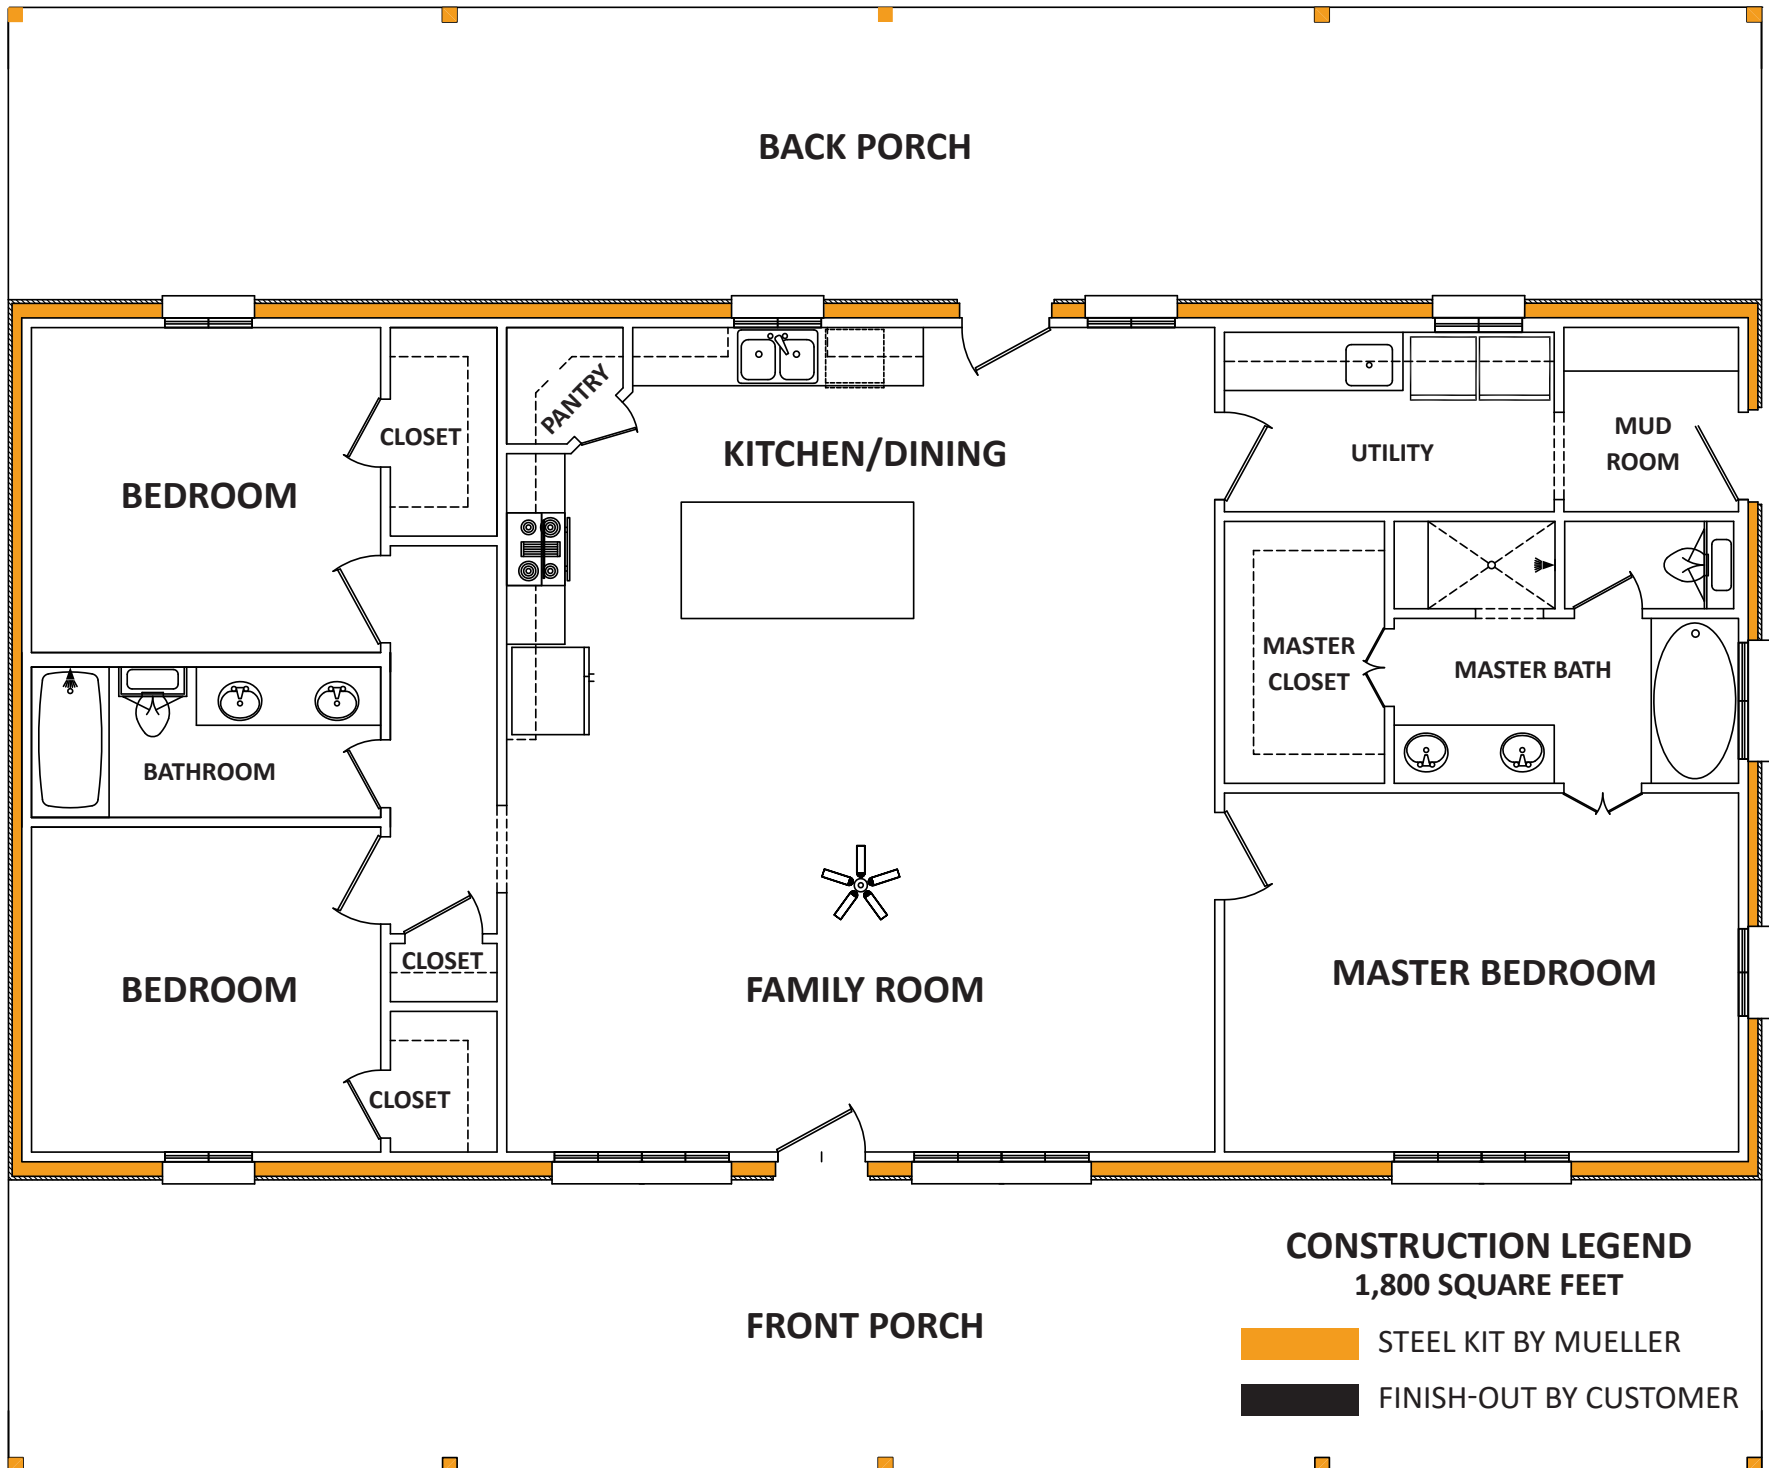 BACK PORCH
PANTRY
CLOSET
KITCHEN/DINING
MUD
ROOM
UTILITY
BEDROOM
MASTER
CLOSET
MASTER BATH
BATHROOM
CLOSET
MASTER BEDROOM
BEDROOM
FAMILY ROOM
CLOSET
CONSTRUCTION LEGEND
1,800 SQUARE FEET
FRONT PORCH
STEEL KIT BY MUELLER
FINISH-OUT BY CUSTOMER